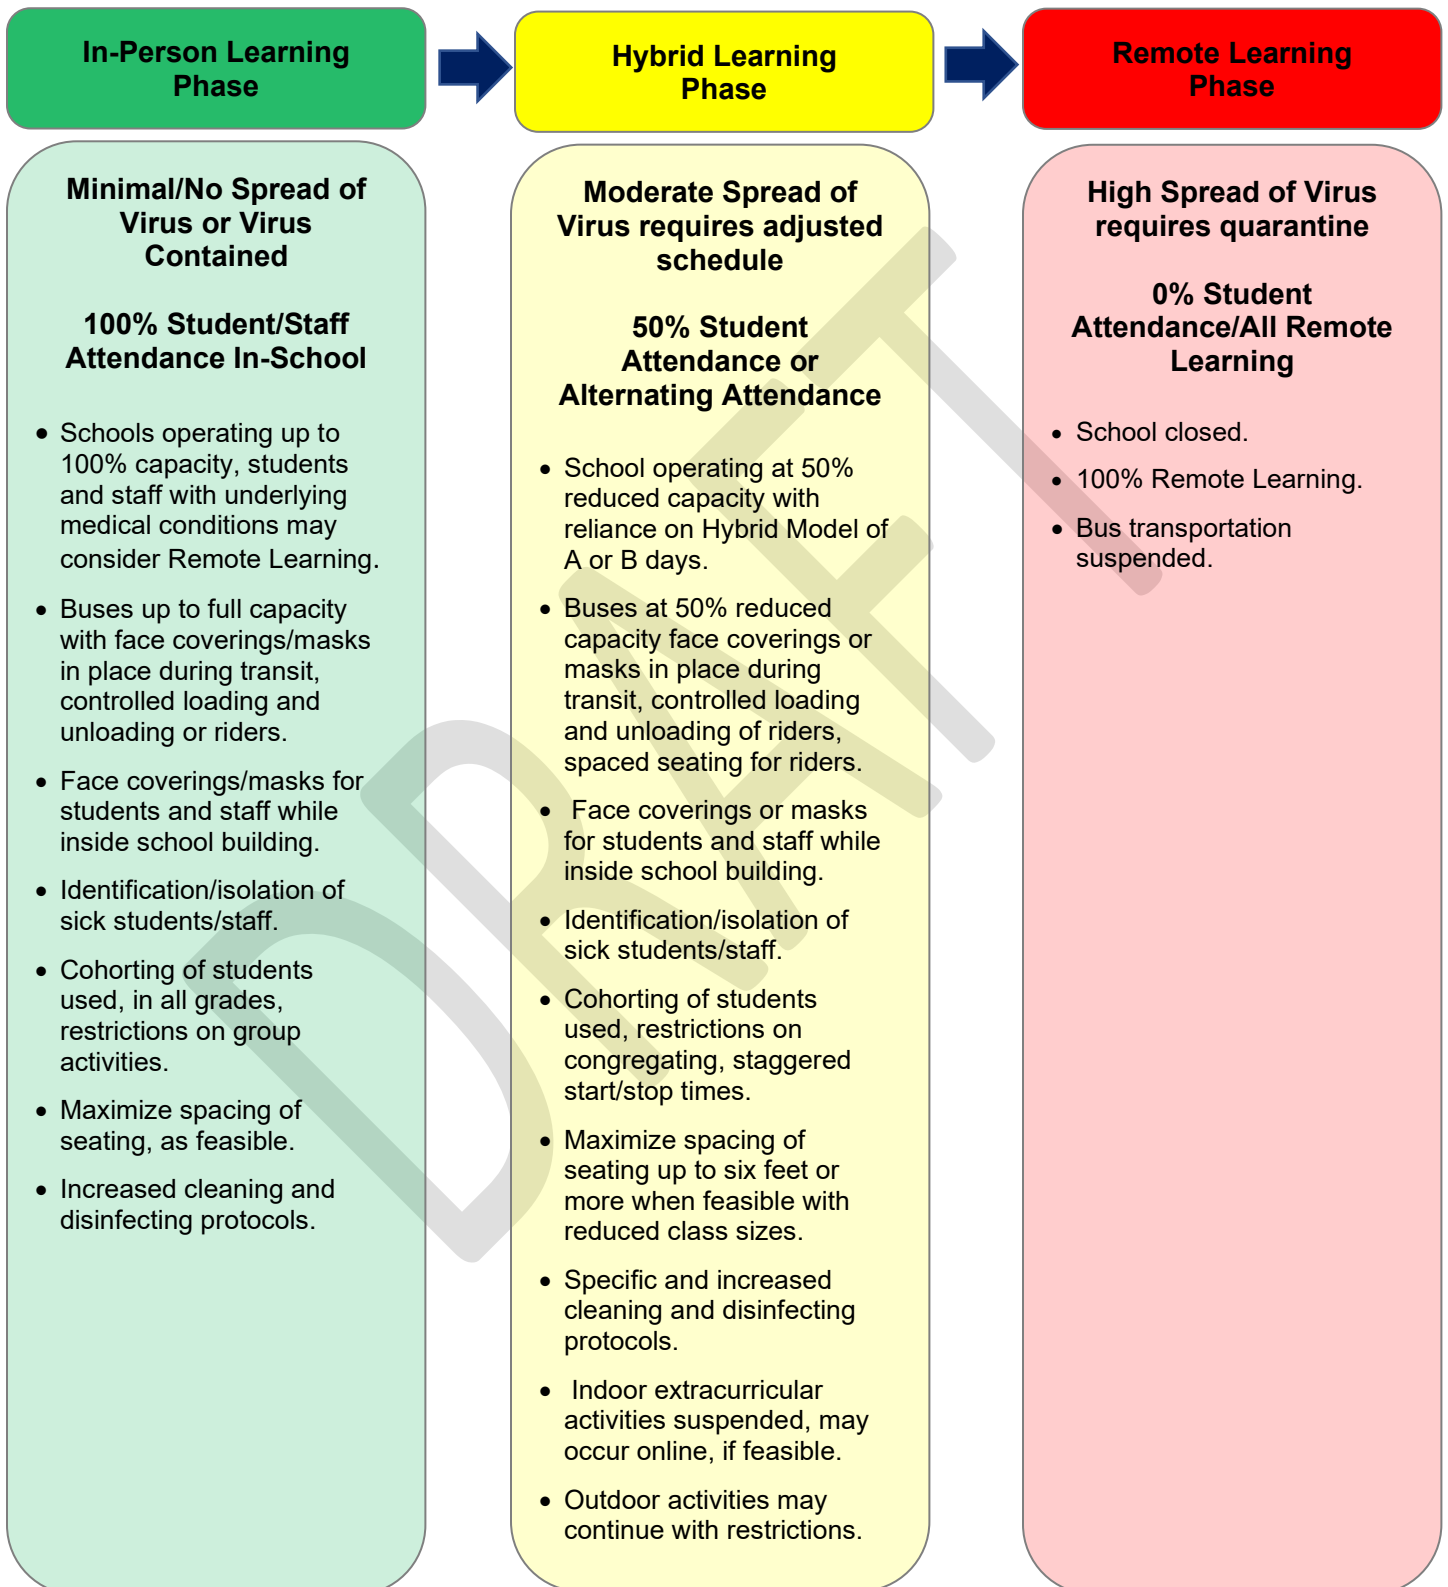 In-Person Learning
Phase
Hybrid Learning
Phase
Remote Learning
Phase
Minimal/No Spread of
Virus or Virus
Contained
100% Student/Staff
Attendance In-School
• Schools operating up to
100% capacity, students
and staff with underlying
medical conditions may
consider Remote Learning.
• Buses up to full capacity
with face coverings/masks
in place during transit,
controlled loading and
unloading or riders.
• Face coverings/masks for
students and staff while
inside school building.
• Identification/isolation of
sick students/staff.
• Cohorting of students
used, in all grades,
restrictions on group
activities.
• Maximize spacing of
seating, as feasible.
• Increased cleaning and
disinfecting protocols.
Moderate Spread of
Virus requires adjusted
schedule
50% Student
Attendance or
Alternating Attendance
• School operating at 50%
reduced capacity with
reliance on Hybrid Model of
A or B days.
• Buses at 50% reduced
capacity face coverings or
masks in place during
transit, controlled loading
and unloading of riders,
spaced seating for riders.
• Face coverings or masks
for students and staff while
inside school building.
• Identification/isolation of
sick students/staff.
• Cohorting of students
used, restrictions on
congregating, staggered
start/stop times.
• Maximize spacing of
seating up to six feet or
more when feasible with
reduced class sizes.
• Specific and increased
cleaning and disinfecting
protocols.
• Indoor extracurricular
activities suspended, may
occur online, if feasible.
• Outdoor activities may
continue with restrictions.
High Spread of Virus
requires quarantine
0% Student
Attendance/All Remote
Learning
• School closed.
• 100% Remote Learning.
• Bus transportation
suspended.
DRAFT